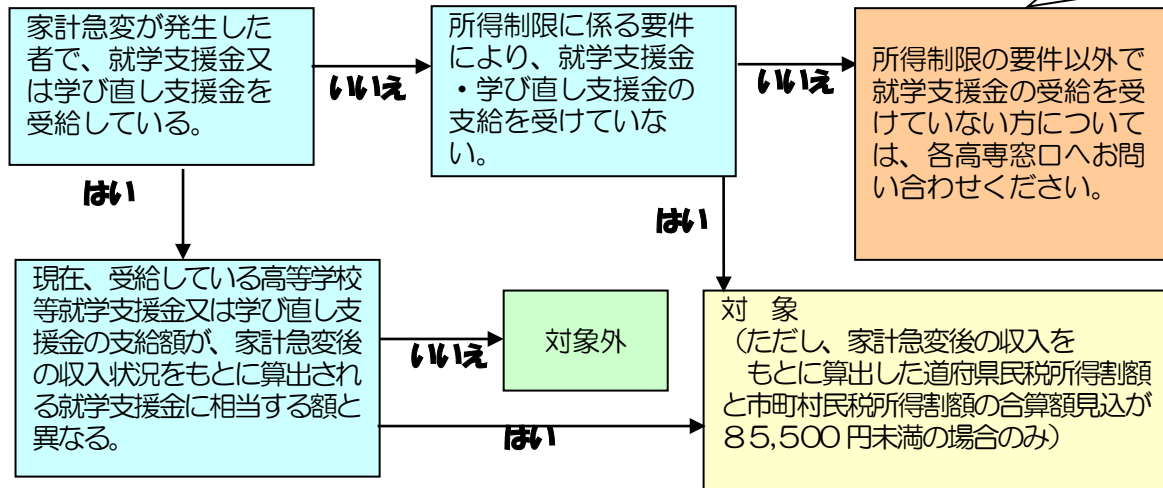 家計急変が発生した
者で、就学支援金又
は学び直し支援金を
受給している。
いいえ
所得制限に係る要件
により、就学支援金
・学び直し支援金の
支給を受けていな
い。
いいえ
所得制限の要件以外で
就学支援金の受給を受
けていない方について
は、各高専窓口へお問
い合わせください。
はい
はい
現在、受給している高等学校
等就学支援金又は学び直し支
援金の支給額が、家計急変後
の収入状況をもとに算出され
る就学支援金に相当する額と
異なる。
いいえ
対象外
はい
対 象
（ただし、家計急変後の収入を
もとに算出した道府県民税所得割額
と市町村民税所得割額の合算額見込が
８５,５００円未満の場合のみ）